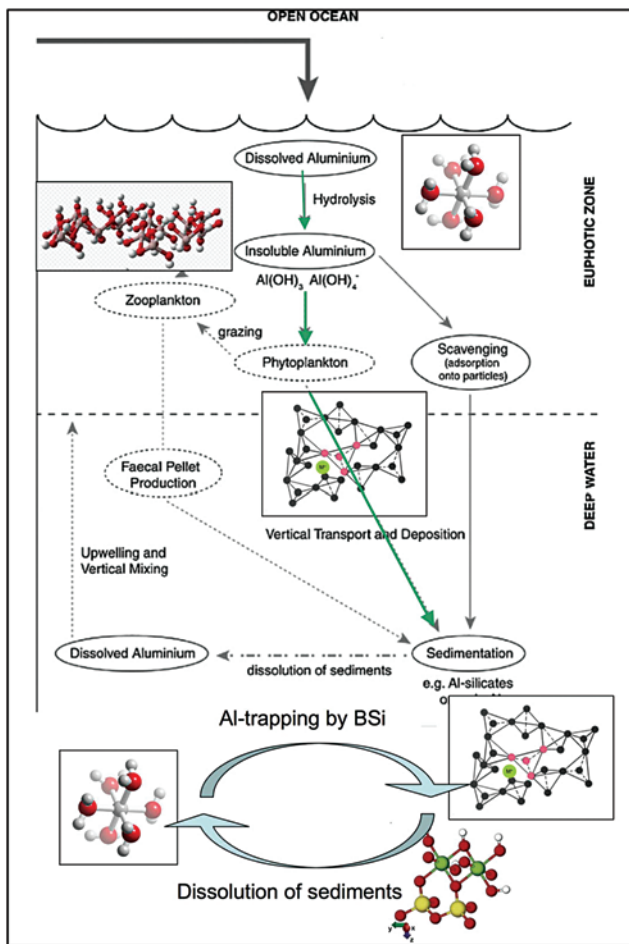 OPEN OCEAN
Dissolved Aluminium
Hydrolysis
Insoluble Aluminium
Al(OH)₃ Al(OH)₄⁻
Zooplankton
grazing
Phytoplankton
Scavenging
(adsorption
onto particles)
EUPHOTIC ZONE
Faecal Pellet
Production
Vertical Transport and Deposition
DEEP WATER
Upwelling and
Vertical Mixing
Dissolved Aluminium
dissolution of sediments
Sedimentation
e.g. Al-silicates
Al-trapping by BSi
Dissolution of sediments
y
x
z